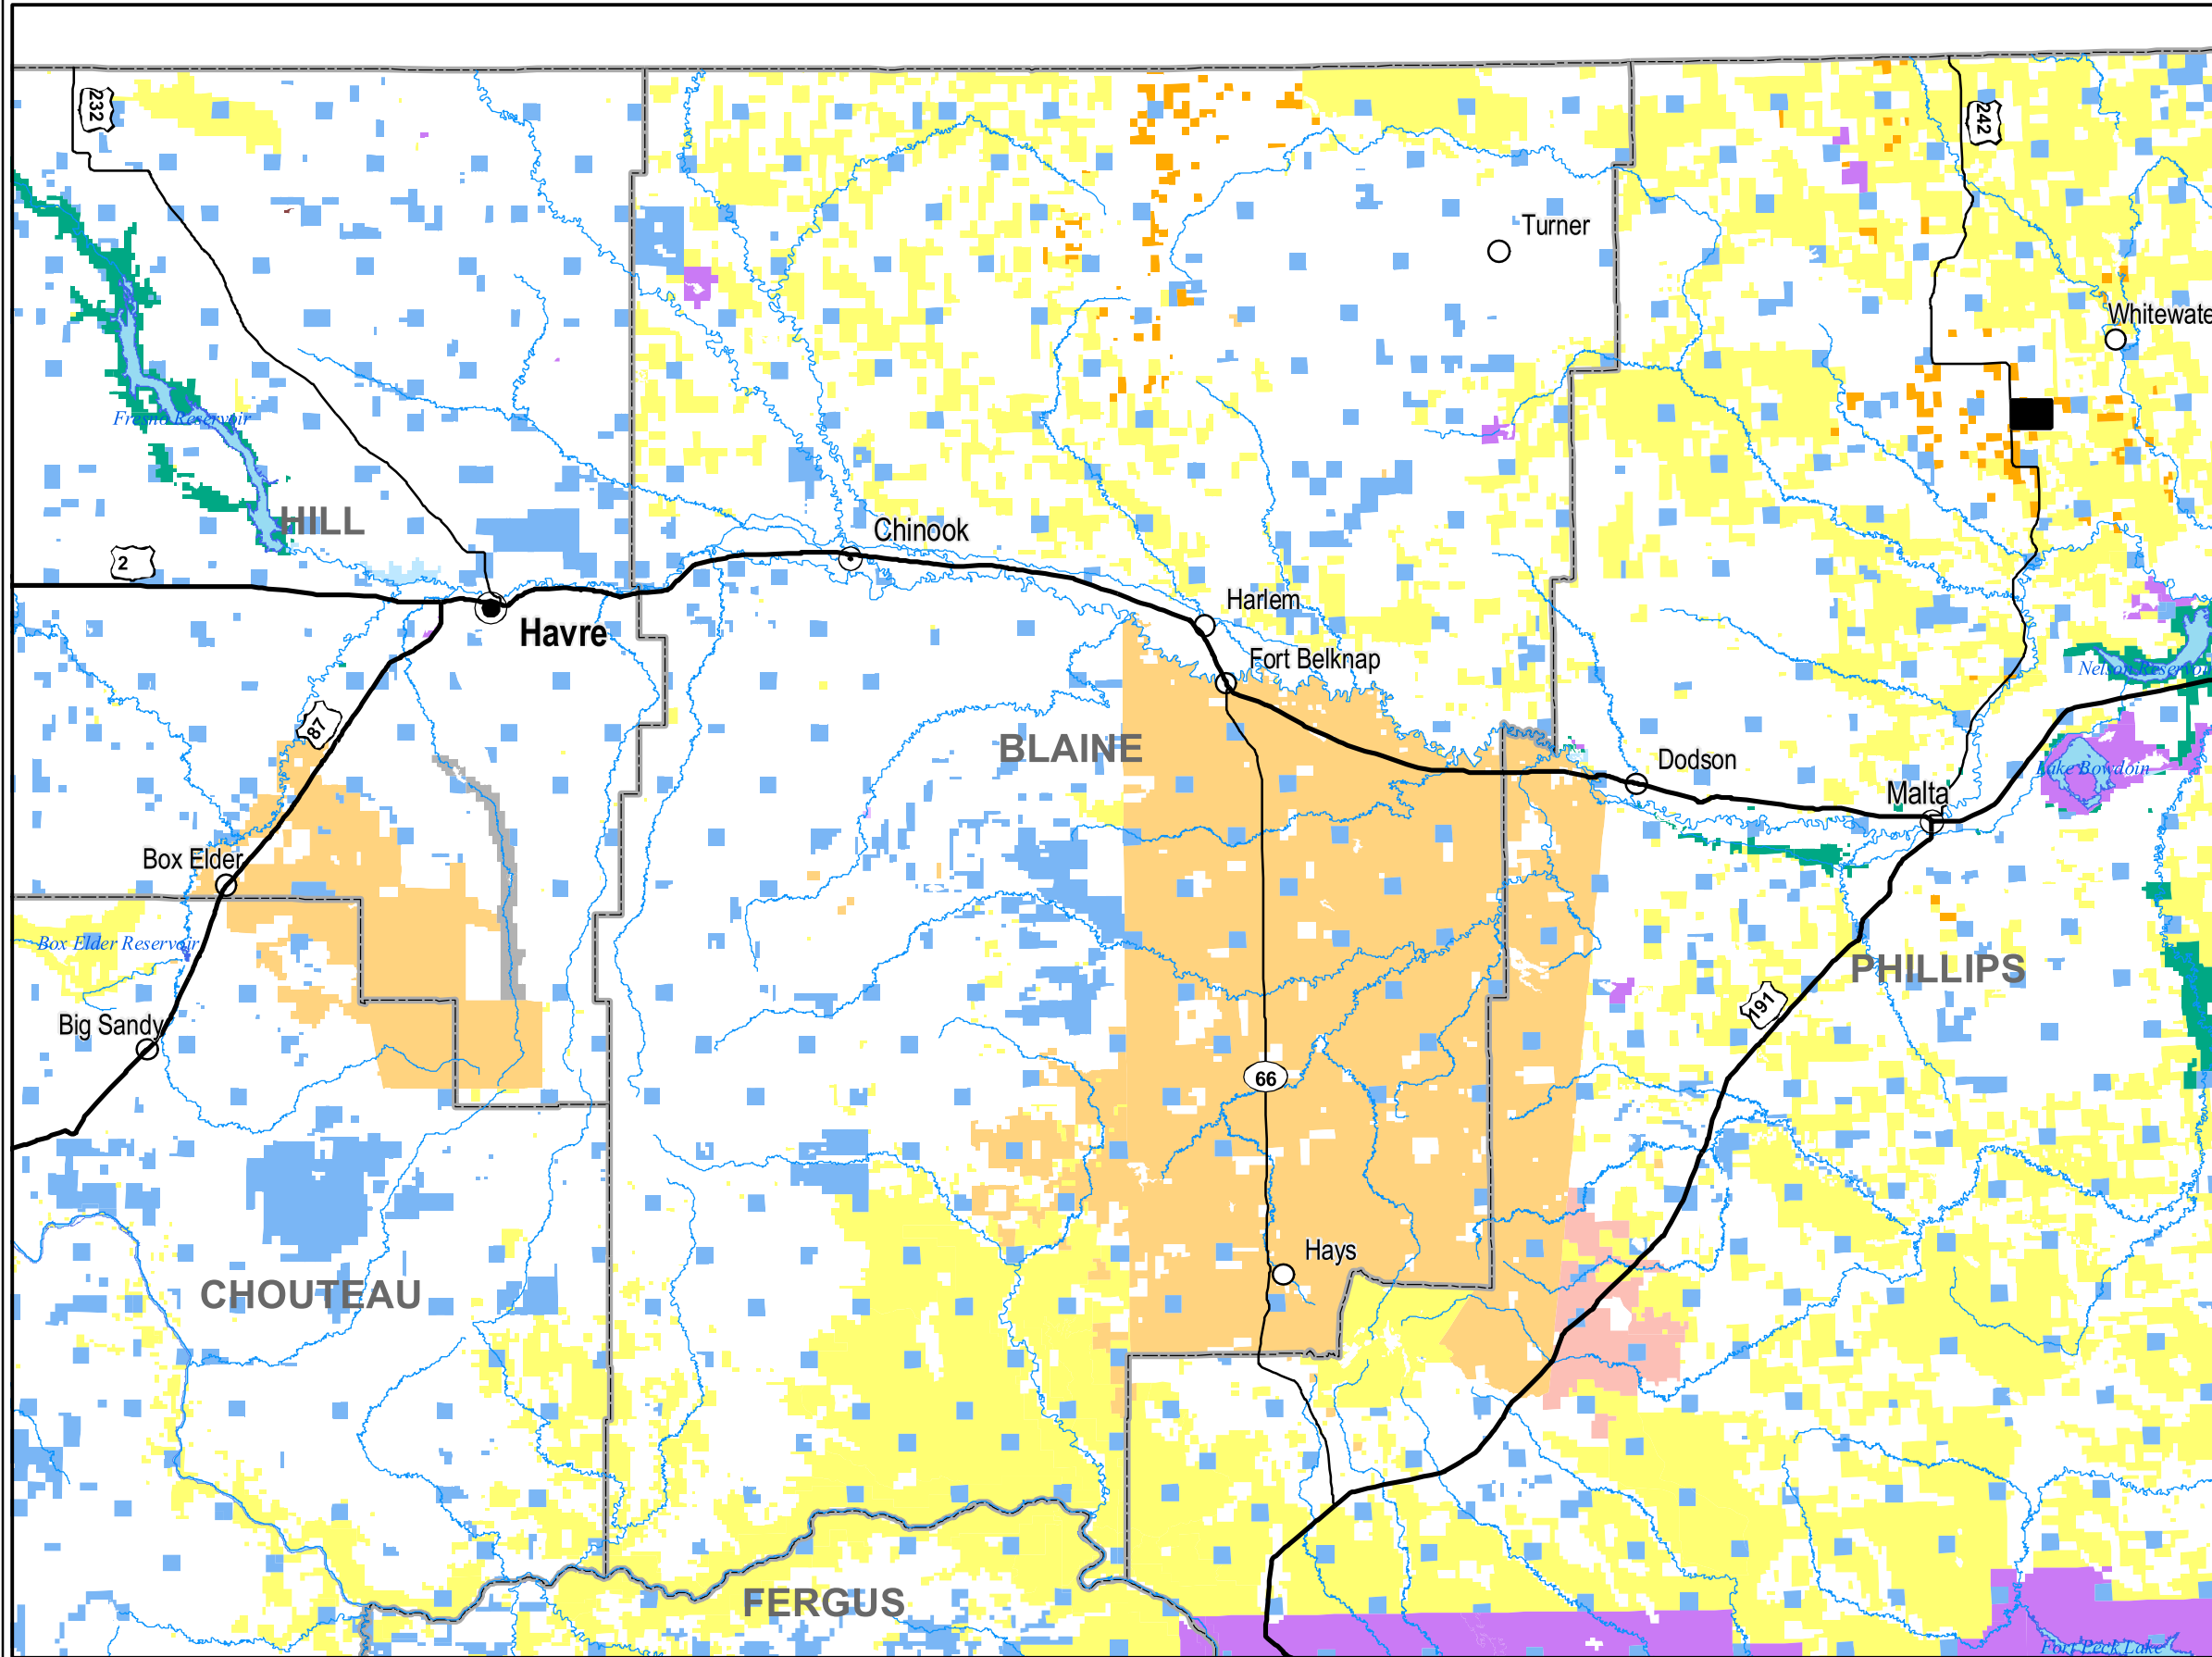 232
242
Turner
Whitewate
Fresno Reservoir
HILL
Chinook
2
Harlem
Havre
Fort Belknap
Nelson Reservoir
87
BLAINE
Dodson
Lake Bowdoin
Malta
Box Elder
Box Elder Reservoir
PHILLIPS
191
Big Sandy
66
Hays
CHOUTEAU
FERGUS
Fort Peck Lake